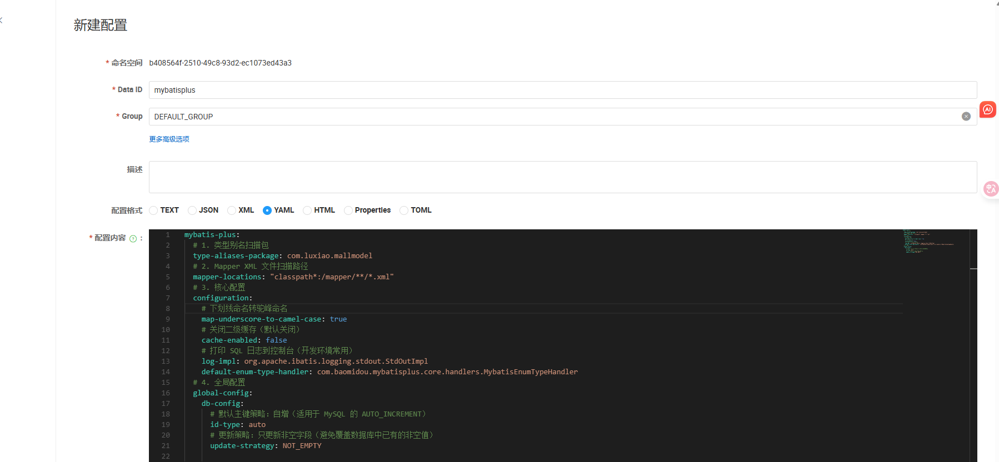 新建配置
* 命名空间 b408564f-2510-49c8-93d2-ec1073ed43a3
* Data ID mybatisplus
* Group DEFAULT_GROUP
更多高级选项
描述
配置格式 TEXT JSON XML YAML HTML Properties TOML
* 配置内容 ? :
1 mybatis-plus:
2 # 1. 类型别名扫描包
3 type-aliases-package: com.luxiao.mallmodel
4 # 2. Mapper XML 文件扫描路径
5 mapper-locations: "classpath*:/mapper/**/*.xml"
6 # 3. 核心配置
7 configuration:
8 # 下划线命名转驼峰命名
9 map-underscore-to-camel-case: true
10 # 关闭二级缓存（默认关闭）
11 cache-enabled: false
12 # 打印 SQL 日志到控制台（开发环境常用）
13 log-impl: org.apache.ibatis.logging.stdout.StdOutImpl
14 default-enum-type-handler: com.baomidou.mybatisplus.core.handlers.MybatisEnumTypeHandler
15 # 4. 全局配置
16 global-config:
17 db-config:
18 # 默认主键策略：自增（适用于 MySQL 的 AUTO_INCREMENT）
19 id-type: auto
20 # 更新策略：只更新非空字段（避免覆盖数据库中已有的非空值）
21 update-strategy: NOT_EMPTY
22
AI
中A